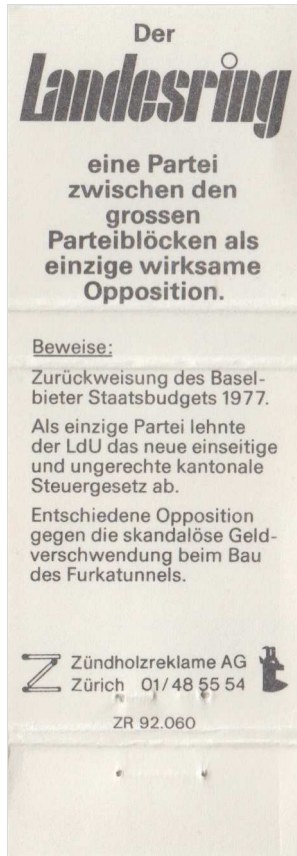 Der
Landesring
eine Partei
zwischen den
grossen
Parteiblöcken als
einzige wirksame
Opposition.
Beweise:
Zurückweisung des Basel-
bieter Staatsbudgets 1977.
Als einzige Partei lehnte
der LdU das neue einseitige
und ungerechte kantonale
Steuergesetz ab.
Entschiedene Opposition
gegen die skandalöse Geld-
verschwendung beim Bau
des Furkatunnels.
Zündholzreklame AG
Zürich 01/48 55 54
ZR 92.060